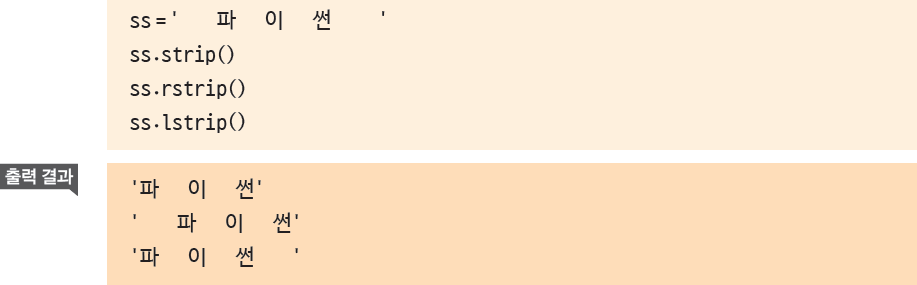 ss = '   파   이   썬    '
ss.strip()
ss.rstrip()
ss.lstrip()
출력 결과
'파   이   썬'
'   파   이   썬'
'파   이   썬    '